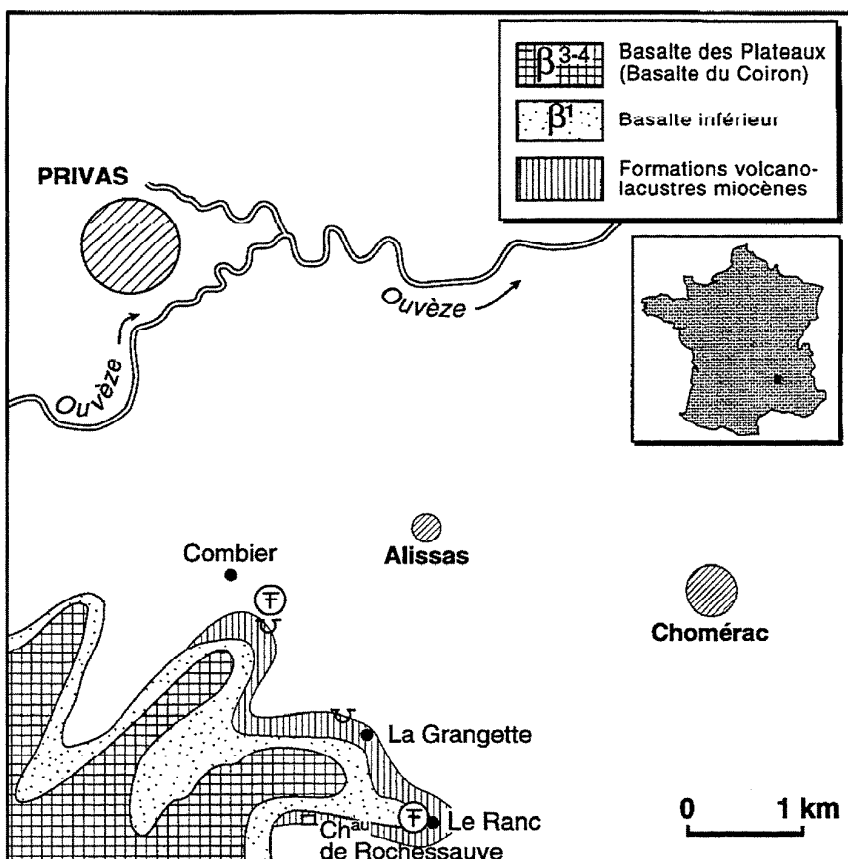 β3-4 Basalte des Plateaux
(Basalte du Coiron)
β1 Basalte inférieur
Formations volcano-
lacustres miocènes
PRIVAS
Ouvèze
Ouvèze
Combier
Alissas
Chomérac
La Grangette
Le Ranc
Chau
de Rochessauve
0 1 km